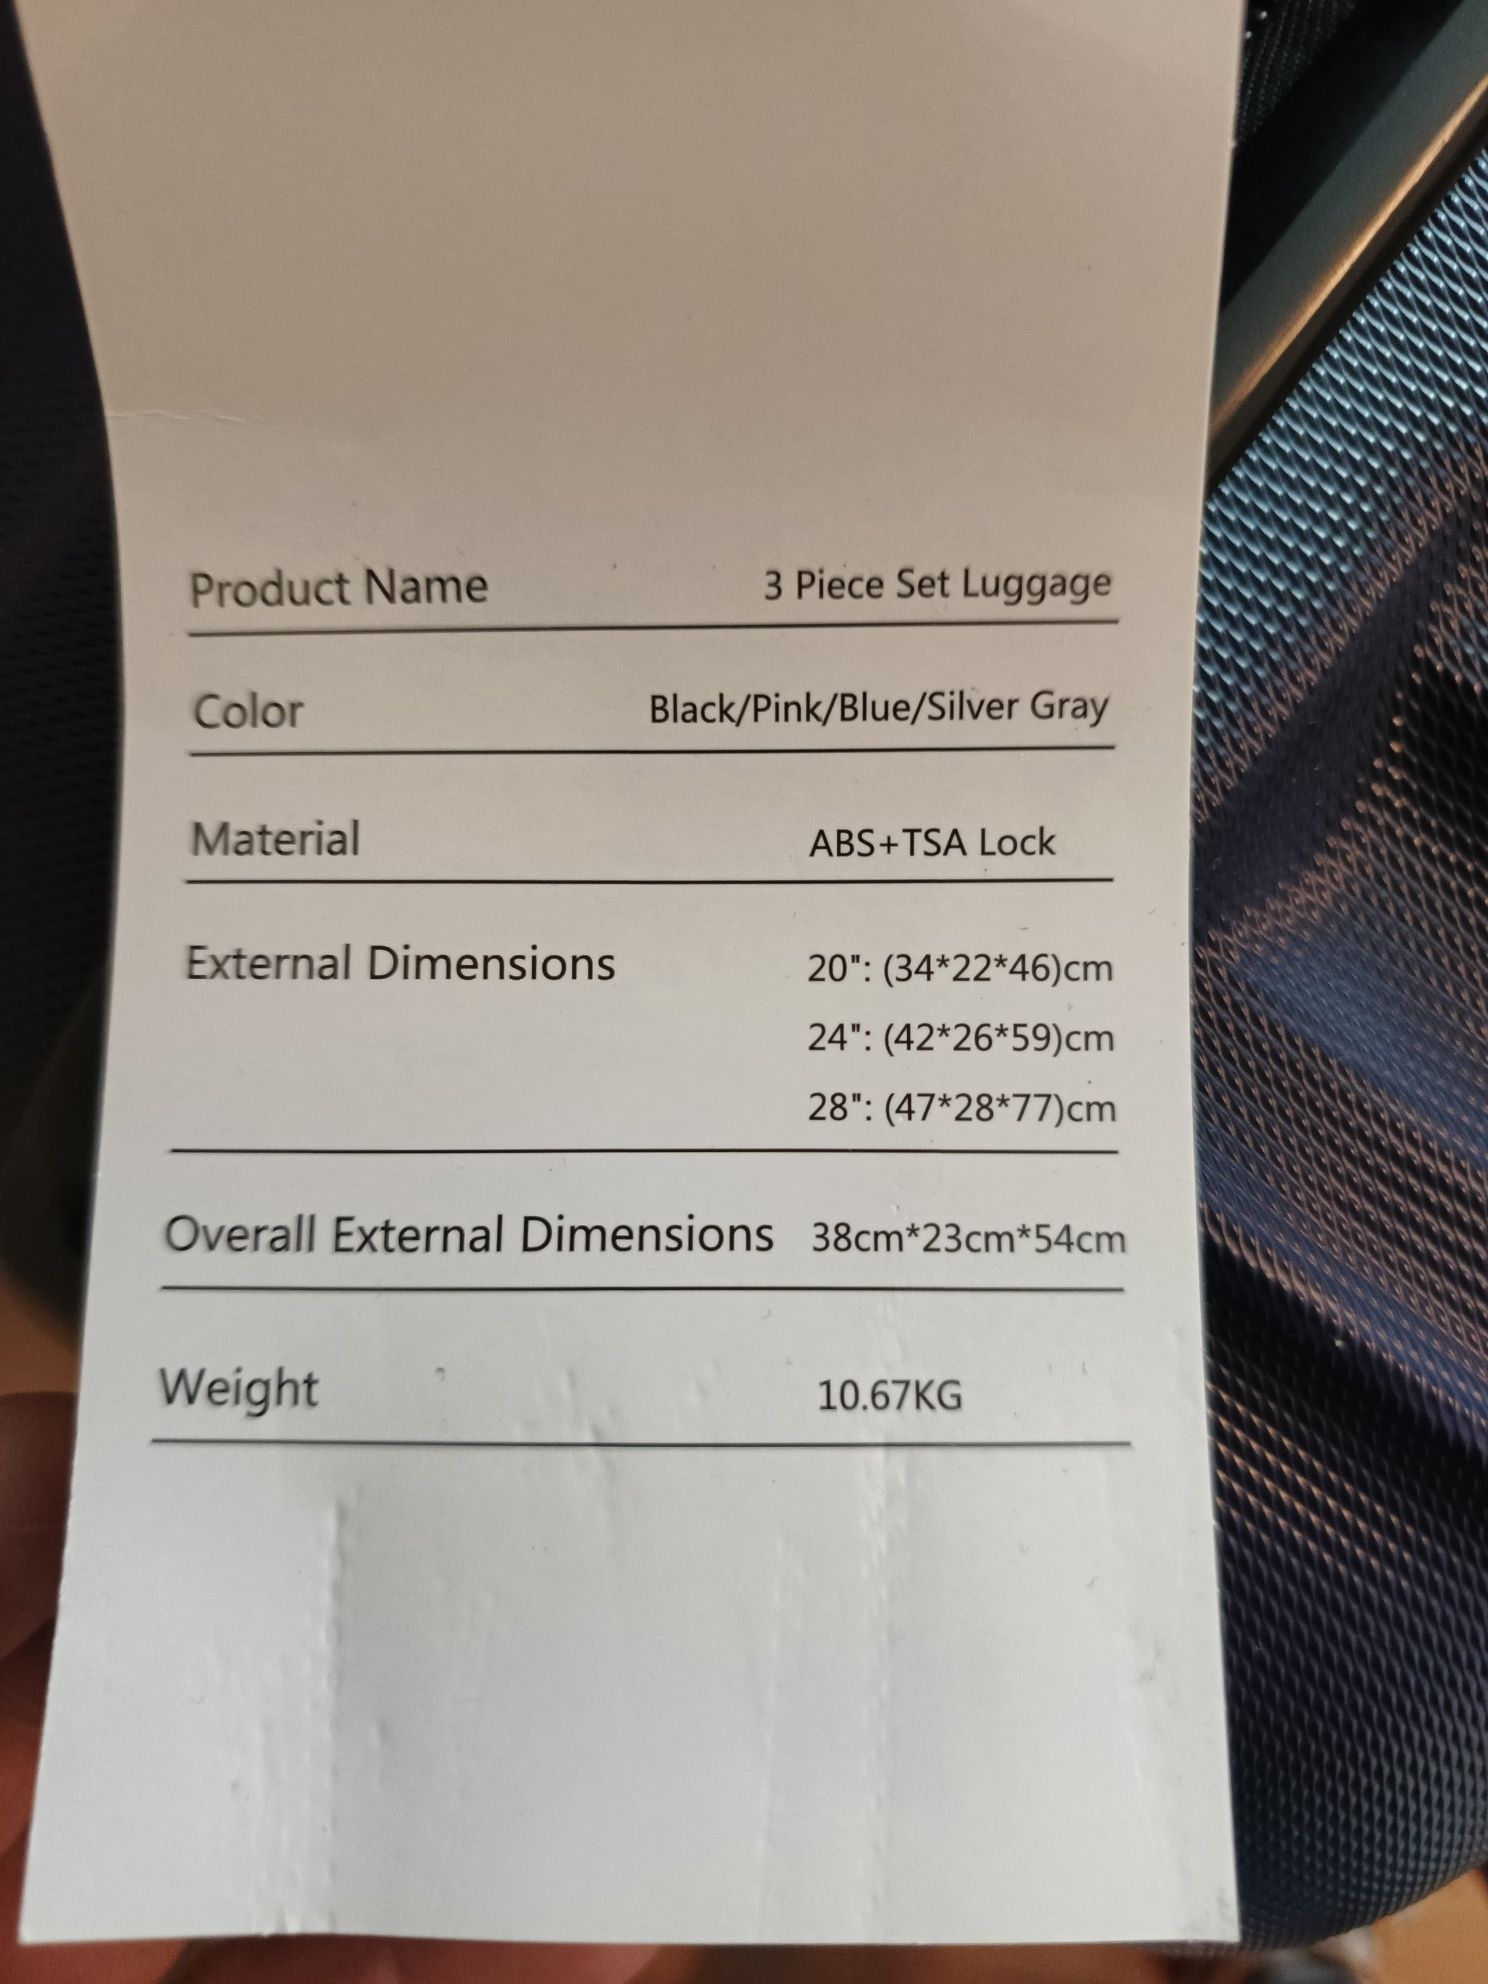 Product Name 3 Piece Set Luggage
Color Black/Pink/Blue/Silver Gray
Material ABS+TSA Lock
External Dimensions 20": (34*22*46)cm
24": (42*26*59)cm
28": (47*28*77)cm
Overall External Dimensions 38cm*23cm*54cm
Weight 10.67KG